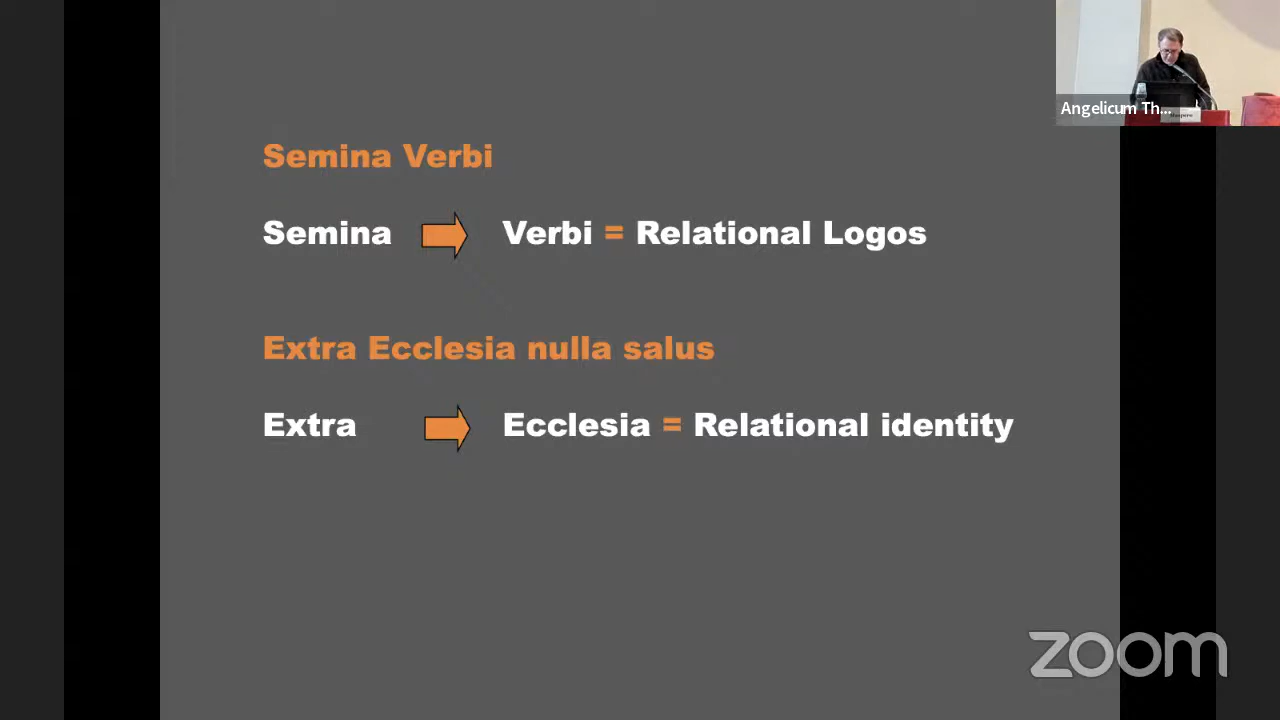 Angelicum Th...
Semina Verbi
Semina Verbi = Relational Logos
Extra Ecclesia nulla salus
Extra Ecclesia = Relational identity
zoom